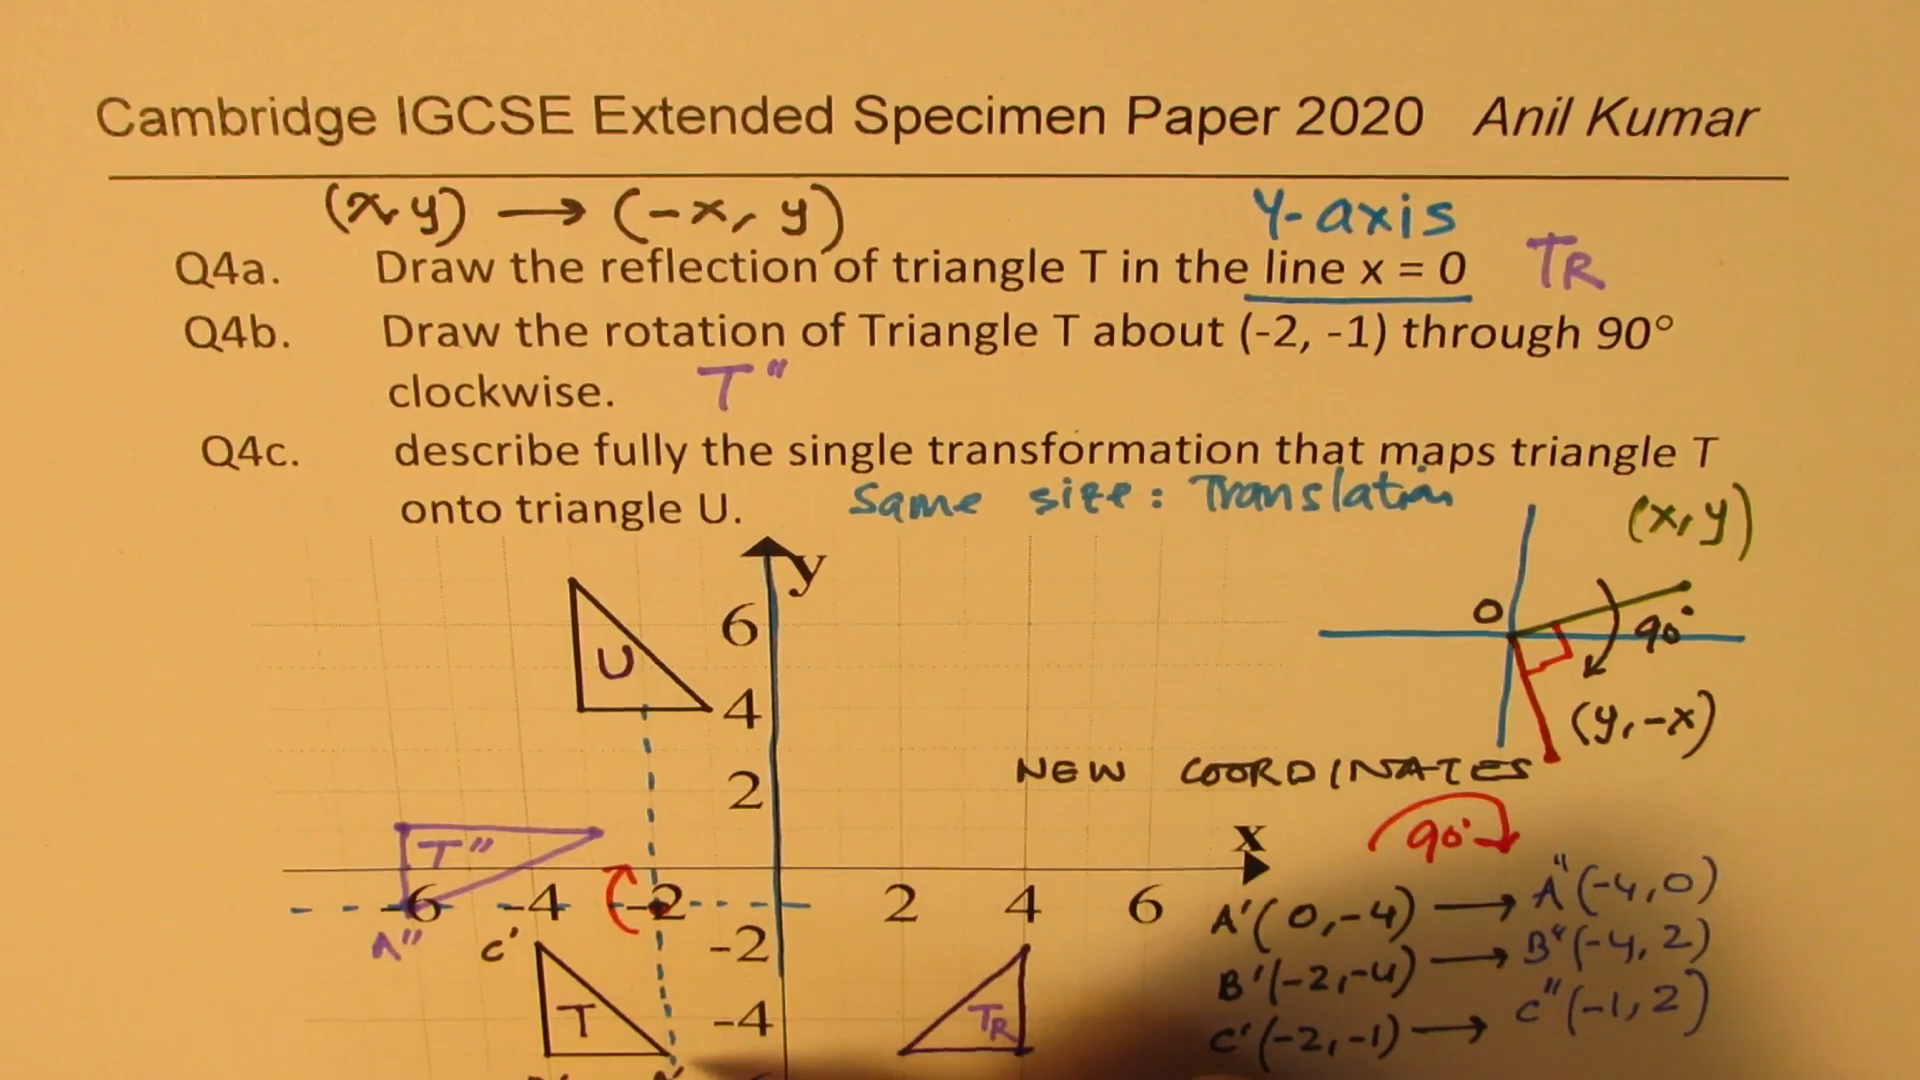 Cambridge IGCSE Extended Specimen Paper 2020 Anil Kumar
(x, y) → (-x, y) Y-axis
Q4a. Draw the reflection of triangle T in the line x = 0 TR
Q4b. Draw the rotation of Triangle T about (-2, -1) through 90°
clockwise. T"
Q4c. describe fully the single transformation that maps triangle T
onto triangle U. Same size: Translation
(x, y)
y
6
U
O
90°
4
(y, -x)
NEW COORDINATES
2
x
90°
T"
A"(-4, 0)
-6 -4 -2 2 4 6
A'(0, -4) →
A" C' -2
B'(-2, -4) → B"(-4, 2)
T -4 TR
C'(-2, -1) → C"(-1, 2)